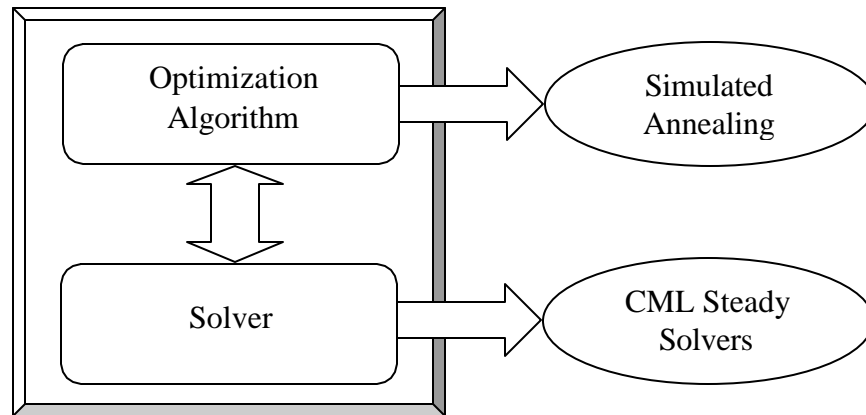 Optimization
Algorithm
Simulated
Annealing
Solver
CML Steady
Solvers